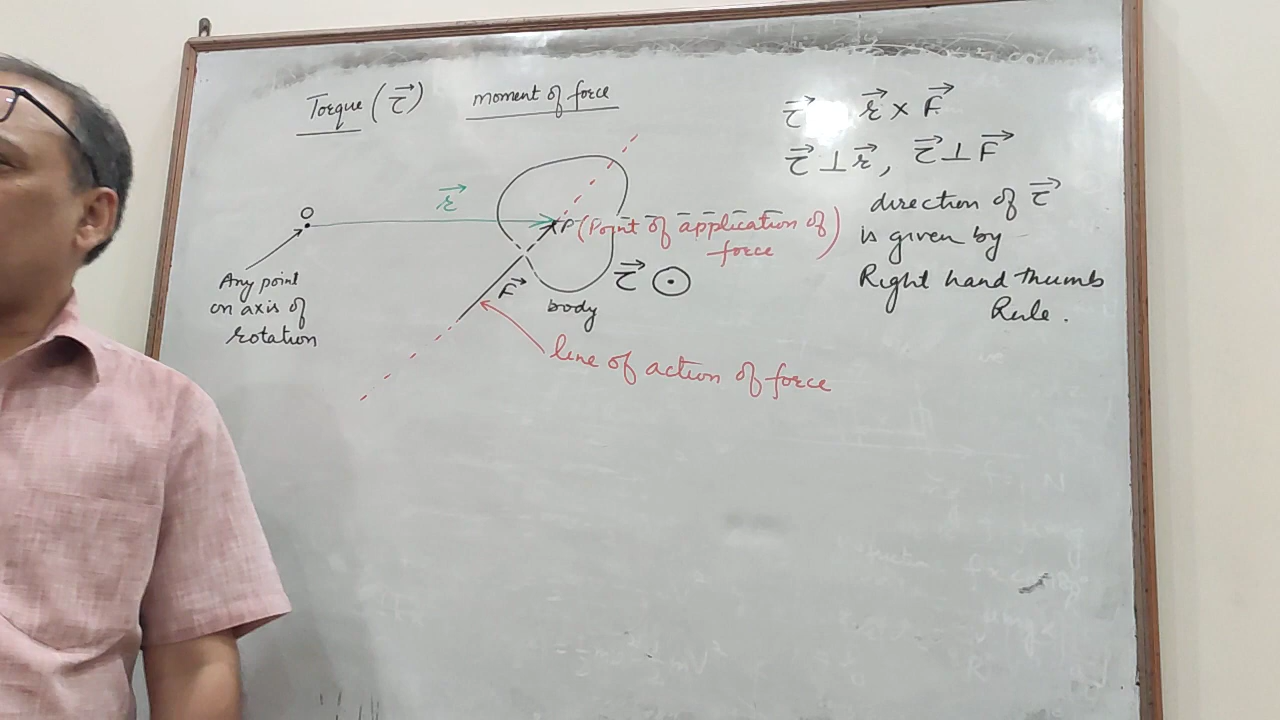 Torque (τ⃗)
moment of force
τ⃗ r⃗ × F⃗
τ⃗ ⊥ r⃗, τ⃗ ⊥ F⃗
direction of τ⃗
is given by
Right hand thumb
Rule.
r⃗
O
P (Point of application of
force)
Any point
on axis of
rotation
F⃗
body
τ⃗ ⊙
line of action of force